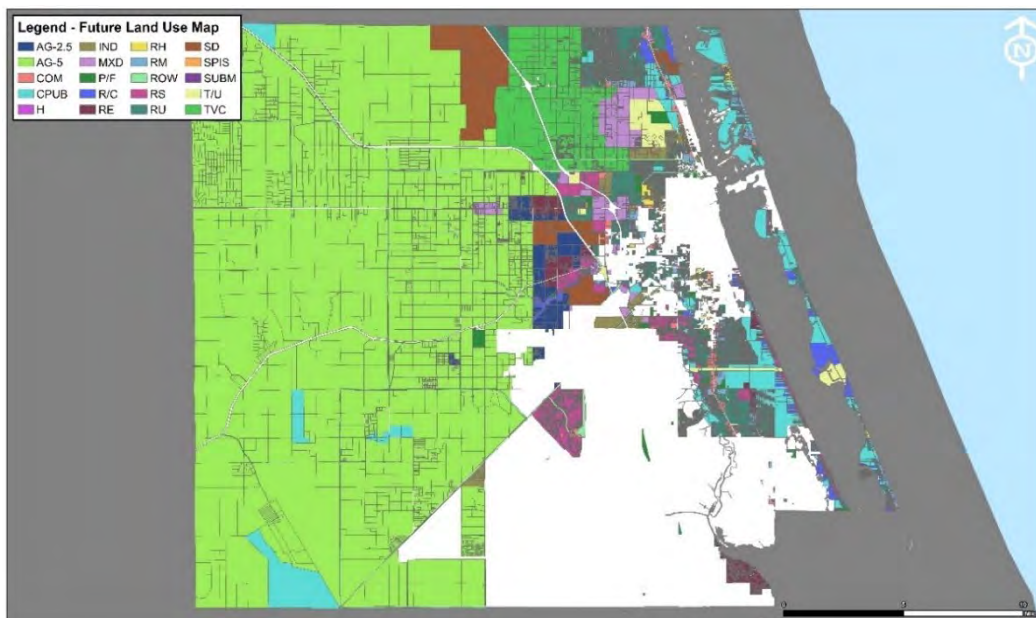 Legend - Future Land Use Map
AG-2.5 IND RH SD
AG-5 MXD RM SPIS
COM P/F ROW SUBM
CPUB R/C RS T/U
H RE RU TVC
N